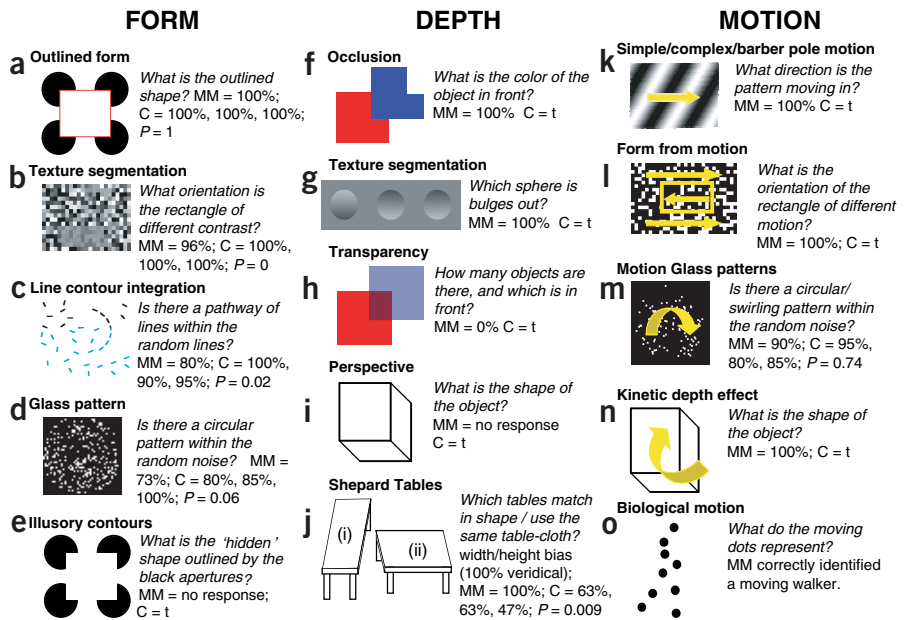 FORM
a Outlined form
What is the outlined
shape? MM = 100%;
C = 100%, 100%, 100%;
P = 1
b Texture segmentation
What orientation is
the rectangle of
different contrast?
MM = 96%; C = 100%,
100%, 100%; P = 0
c Line contour integration
Is there a pathway of
lines within the
random lines?
MM = 80%; C = 100%,
90%, 95%; P = 0.02
d Glass pattern
Is there a circular
pattern within the
random noise? MM =
73%; C = 80%, 85%,
100%; P = 0.06
e Illusory contours
What is the 'hidden'
shape outlined by the
black apertures?
MM = no response;
C = t
DEPTH
f Occlusion
What is the color of the
object in front?
MM = 100% C = t
g Texture segmentation
Which sphere is
bulges out?
MM = 100% C = t
h Transparency
How many objects are
there, and which is in
front?
MM = 0% C = t
i Perspective
What is the shape of
the object?
MM = no response
C = t
j Shepard Tables
(i)
(ii)
Which tables match
in shape / use the
same table-cloth?
width/height bias
(100% veridical);
MM = 100%; C = 63%,
63%, 47%; P = 0.009
MOTION
k Simple/complex/barber pole motion
What direction is the
pattern moving in?
MM = 100% C = t
l Form from motion
What is the
orientation of the
rectangle of different
motion?
MM = 100%; C = t
m Motion Glass patterns
Is there a circular/
swirling pattern within
the random noise?
MM = 90%; C = 95%,
80%, 85%; P = 0.74
n Kinetic depth effect
What is the shape of
the object?
MM = 100%; C = t
o Biological motion
What do the moving
dots represent?
MM correctly identified
a moving walker.